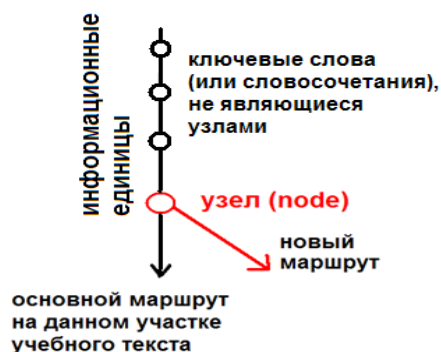 информационные
единицы
ключевые слова
(или словосочетания),
не являющиеся
узлами
узел (node)
новый
маршрут
основной маршрут
на данном участке
учебного текста